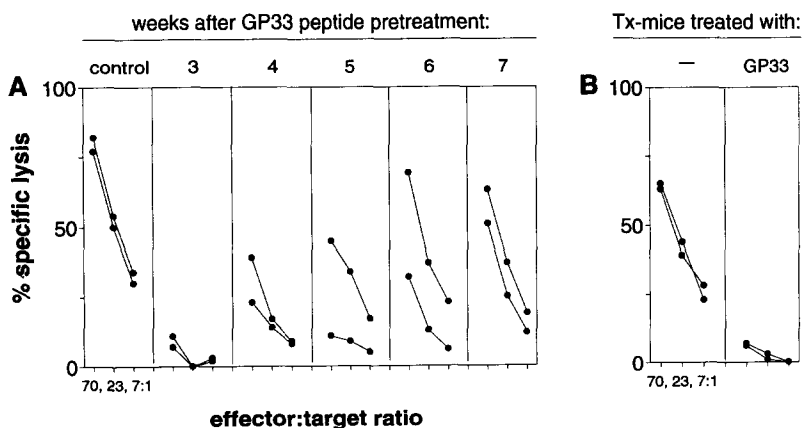 weeks after GP33 peptide pretreatment:
Tx-mice treated with:
control 3 4 5 6 7
— GP33
A
B
100
50
0
100
50
0
% specific lysis
70, 23, 7:1
70, 23, 7:1
effector:target ratio